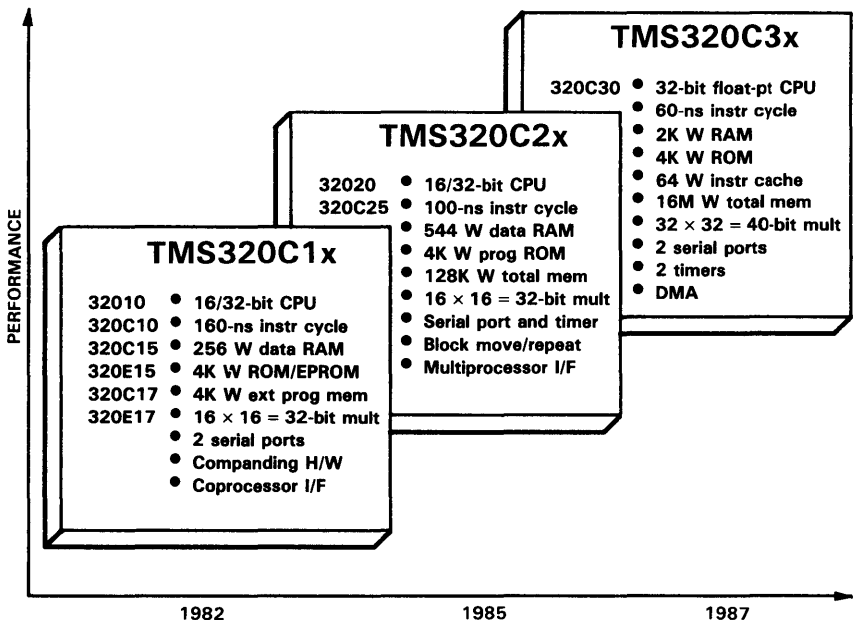 PERFORMANCE
TMS320C1x
32010 • 16/32-bit CPU
320C10 • 160-ns instr cycle
320C15 • 256 W data RAM
320E15 • 4K W ROM/EPROM
320C17 • 4K W ext prog mem
320E17 • 16 × 16 = 32-bit mult
• 2 serial ports
• Companding H/W
• Coprocessor I/F
TMS320C2x
32020 • 16/32-bit CPU
320C25 • 100-ns instr cycle
• 544 W data RAM
• 4K W prog ROM
• 128K W total mem
• 16 × 16 = 32-bit mult
• Serial port and timer
• Block move/repeat
• Multiprocessor I/F
TMS320C3x
320C30 • 32-bit float-pt CPU
• 60-ns instr cycle
• 2K W RAM
• 4K W ROM
• 64 W instr cache
• 16M W total mem
• 32 × 32 = 40-bit mult
• 2 serial ports
• 2 timers
• DMA
1982
1985
1987